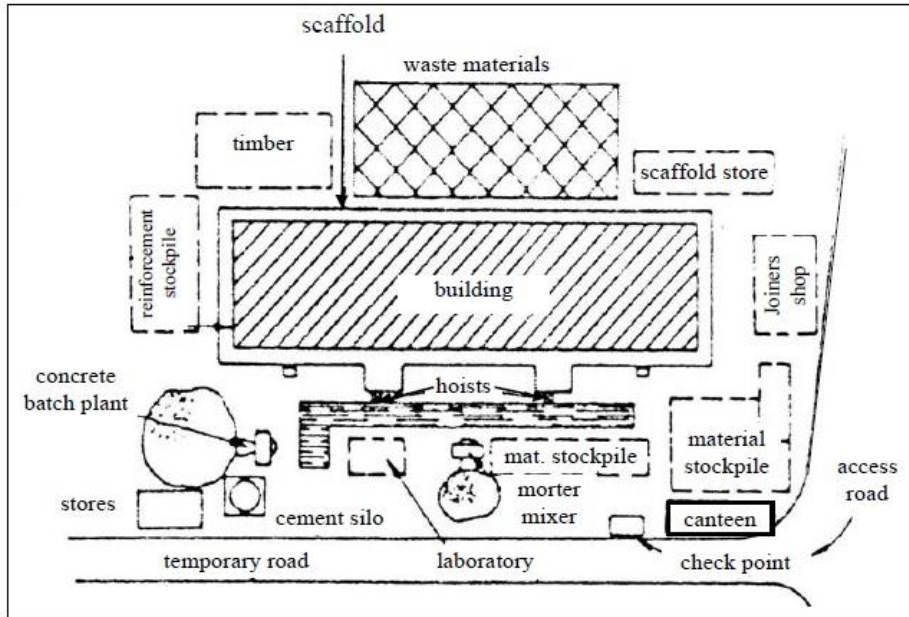 scaffold
waste materials
timber
scaffold store
reinforcement
stockpile
building
Joiners
shop
concrete
batch plant
hoists
mat. stockpile
material
stockpile
access
road
stores
cement silo
morter
mixer
canteen
temporary road
laboratory
check point